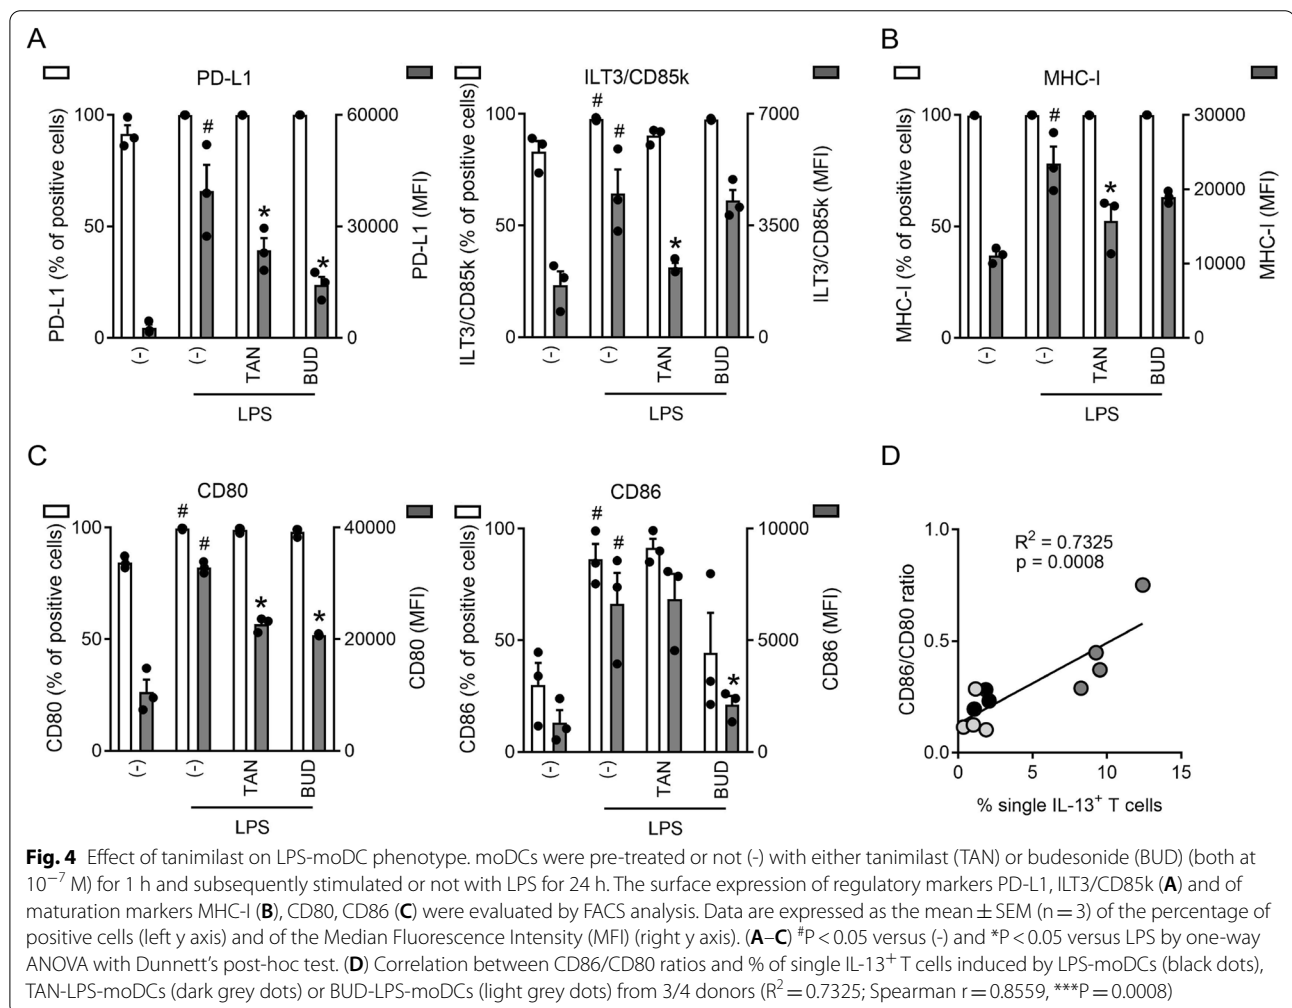 A
PD-L1
PD-L1 (% of positive cells)
100
50
0
#
*
*
60000
30000
0
PD-L1 (MFI)
(-)
(-)
TAN
BUD
LPS
ILT3/CD85k
ILT3/CD85k (% of positive cells)
100
50
0
#
#
*
7000
3500
0
ILT3/CD85k (MFI)
(-)
(-)
TAN
BUD
LPS
B
MHC-I
MHC-I (% of positive cells)
100
50
0
#
*
30000
20000
10000
0
MHC-I (MFI)
(-)
(-)
TAN
BUD
LPS
C
CD80
CD80 (% of positive cells)
100
50
0
#
#
*
*
40000
20000
0
CD80 (MFI)
(-)
(-)
TAN
BUD
LPS
CD86
CD86 (% of positive cells)
100
50
0
#
#
*
10000
5000
0
CD86 (MFI)
(-)
(-)
TAN
BUD
LPS
D
CD86/CD80 ratio
1.0
0.5
0.0
R² = 0.7325
p = 0.0008
0
5
10
15
% single IL-13⁺ T cells
Fig. 4 Effect of tanimilast on LPS-moDC phenotype. moDCs were pre-treated or not (-) with either tanimilast (TAN) or budesonide (BUD) (both at
10⁻⁷ M) for 1 h and subsequently stimulated or not with LPS for 24 h. The surface expression of regulatory markers PD-L1, ILT3/CD85k (A) and of
maturation markers MHC-I (B), CD80, CD86 (C) were evaluated by FACS analysis. Data are expressed as the mean ± SEM (n = 3) of the percentage of
positive cells (left y axis) and of the Median Fluorescence Intensity (MFI) (right y axis). (A–C) #P < 0.05 versus (-) and *P < 0.05 versus LPS by one-way
ANOVA with Dunnett's post-hoc test. (D) Correlation between CD86/CD80 ratios and % of single IL-13⁺ T cells induced by LPS-moDCs (black dots),
TAN-LPS-moDCs (dark grey dots) or BUD-LPS-moDCs (light grey dots) from 3/4 donors (R² = 0.7325; Spearman r = 0.8559, ***P = 0.0008)